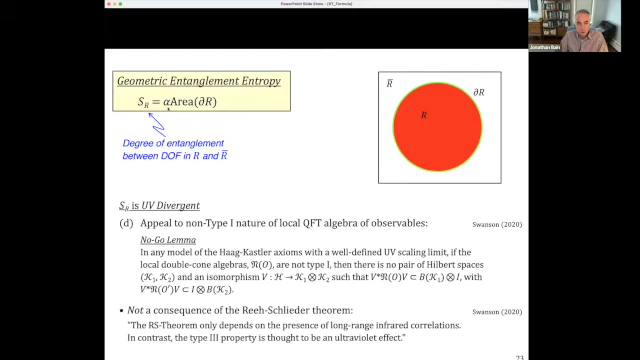 PowerPoint Slide Show - [RT_Formula]
Jonathan Bain
Geometric Entanglement Entropy
S_R = αArea(∂R)
R̅
∂R
R
Degree of entanglement
between DOF in R and R̅
S_R is UV Divergent
(d) Appeal to non-Type I nature of local QFT algebra of observables:
Swanson (2020)
No-Go Lemma
In any model of the Haag-Kastler axioms with a well-defined UV scaling limit, if the
local double-cone algebras, ℜ(O), are not type I, then there is no pair of Hilbert spaces
(𝒦₁, 𝒦₂) and an isomorphism V : ℋ → 𝒦₁ ⊗ 𝒦₂ such that V*ℜ(O)V ⊂ B(𝒦₁) ⊗ I, with
V*ℜ(O′)V ⊂ I ⊗ B(𝒦₂).
• Not a consequence of the Reeh-Schlieder theorem:
Swanson (2020)
"The RS-Theorem only depends on the presence of long-range infrared correlations.
In contrast, the type III property is thought to be an ultraviolet effect."
23